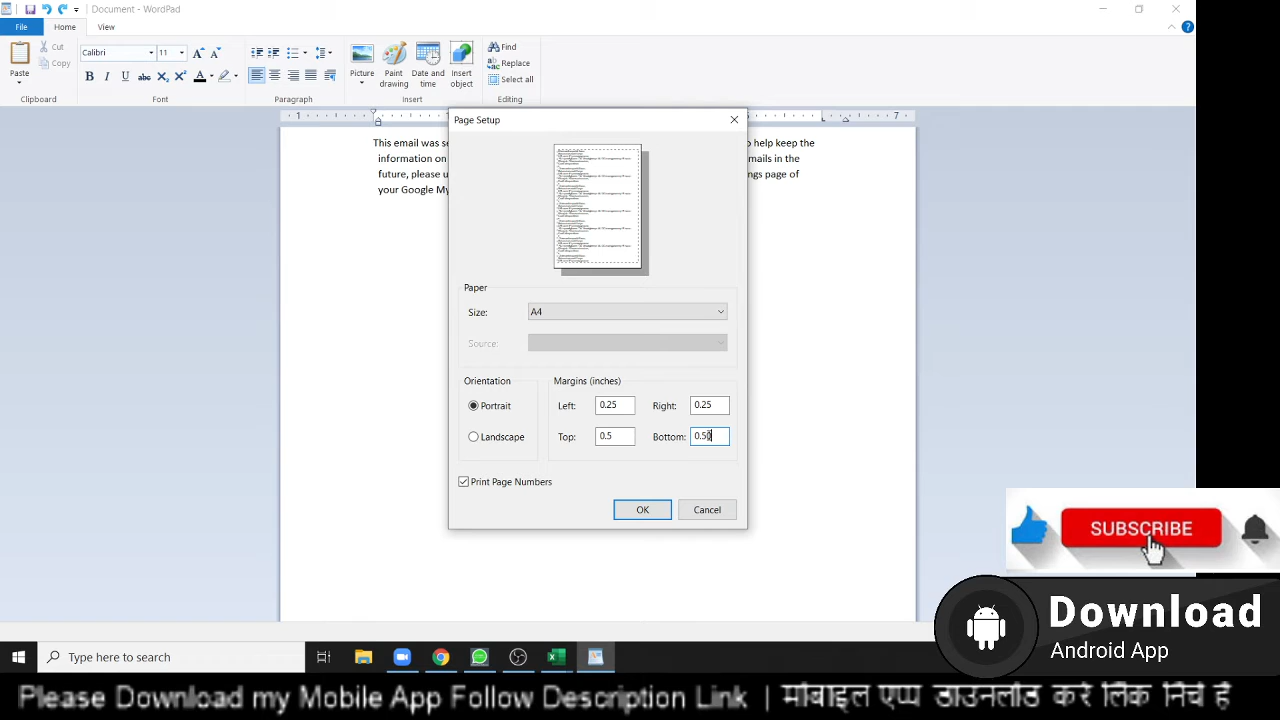 Document - WordPad
File
Home
View
Paste
Cut
Copy
Clipboard
Calibri
11
Font
Paragraph
Picture
Paint drawing
Date and time
Insert object
Insert
Find
Replace
Select all
Editing
1
7
This email was se
o help keep the
information on
mails in the
future, please u
ngs page of
your Google My
Page Setup
Paper
Size:
A4
Source:
Orientation
Portrait
Landscape
Margins (inches)
Left: 0.25 Right: 0.25
Top: 0.5 Bottom: 0.50
Print Page Numbers
OK
Cancel
SUBSCRIBE
Download
Android App
Type here to search
Please Download my Mobile App Follow Description Link | मोबाइल एप्प डाउनलोड करे लिंक निचे है